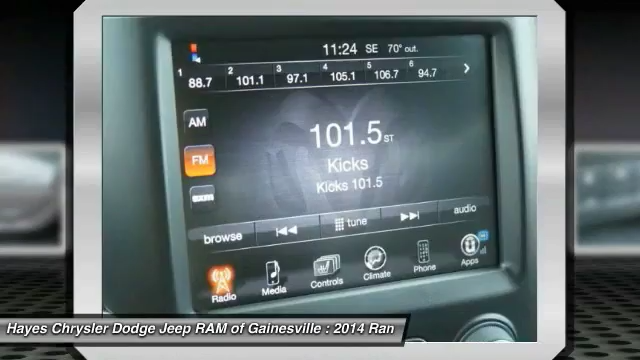 11:24 SE 70° out.
1 88.7 2 101.1 3 97.1 4 105.1 5 106.7 6 94.7 >
AM
101.5 ST
FM
Kicks
Kicks 101.5
browse tune audio
Radio Media Controls Climate Phone Apps
Hayes Chrysler Dodge Jeep RAM of Gainesville : 2014 Ran